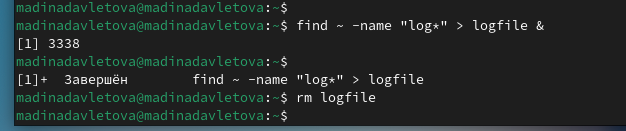 madinadavletova@madinadavletova:~$
madinadavletova@madinadavletova:~$ find ~ -name "log*" > logfile &
[1] 3338
madinadavletova@madinadavletova:~$
[1]+  Завершён        find ~ -name "log*" > logfile
madinadavletova@madinadavletova:~$ rm logfile
madinadavletova@madinadavletova:~$